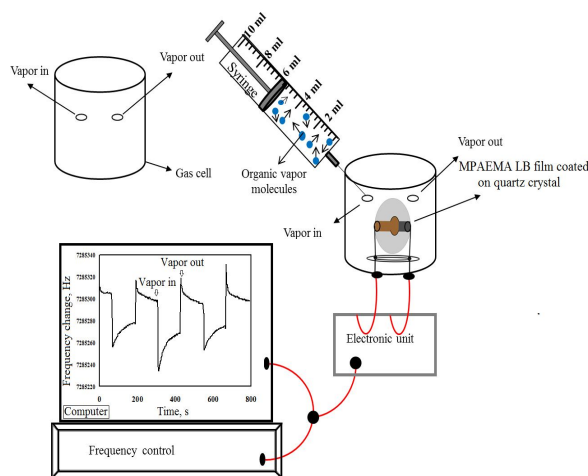 Vapor in
Vapor out
Gas cell
10 ml
8 ml
6 ml
4 ml
2 ml
Syringe
Organic vapor
molecules
Vapor out
MPAEMA LB film coated
on quartz crystal
Vapor in
Electronic unit
Frequency change, Hz
7285340
7285320
7285300
7285280
7285260
7285240
7285220
Vapor out
Vapor in
0
200
400
600
800
Time, s
Computer
Frequency control